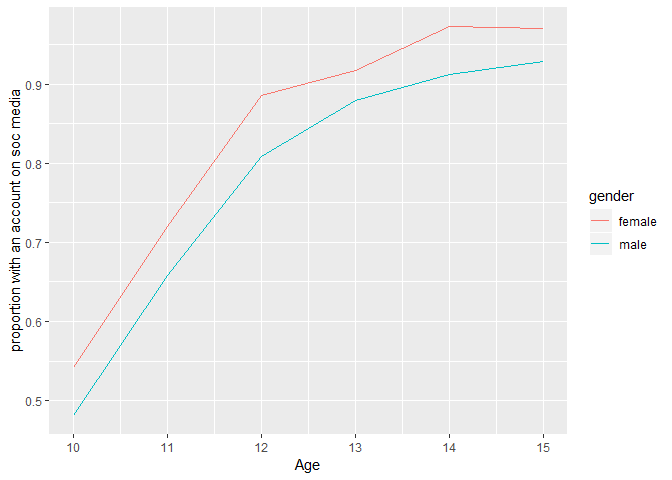 proportion with an account on soc media
0.9
0.8
0.7
0.6
0.5
10 11 12 13 14 15
Age
gender
female
male